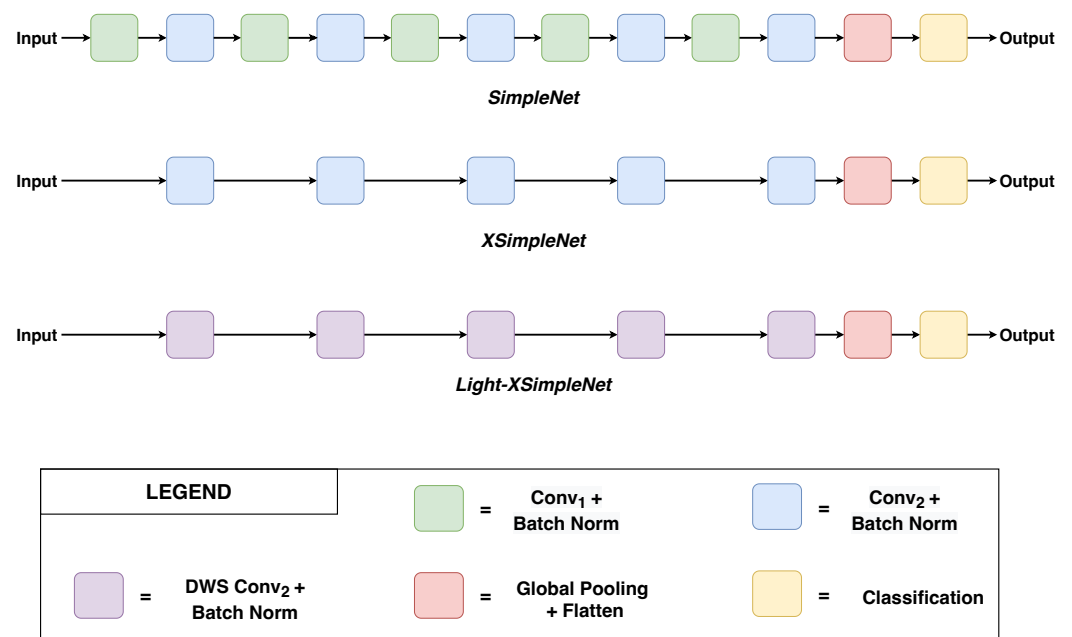 Input Output
SimpleNet
Input Output
XSimpleNet
Input Output
Light-XSimpleNet
LEGEND
= Conv₁ +
Batch Norm
= Conv₂ +
Batch Norm
= DWS Conv₂ +
Batch Norm
= Global Pooling
+ Flatten
= Classification